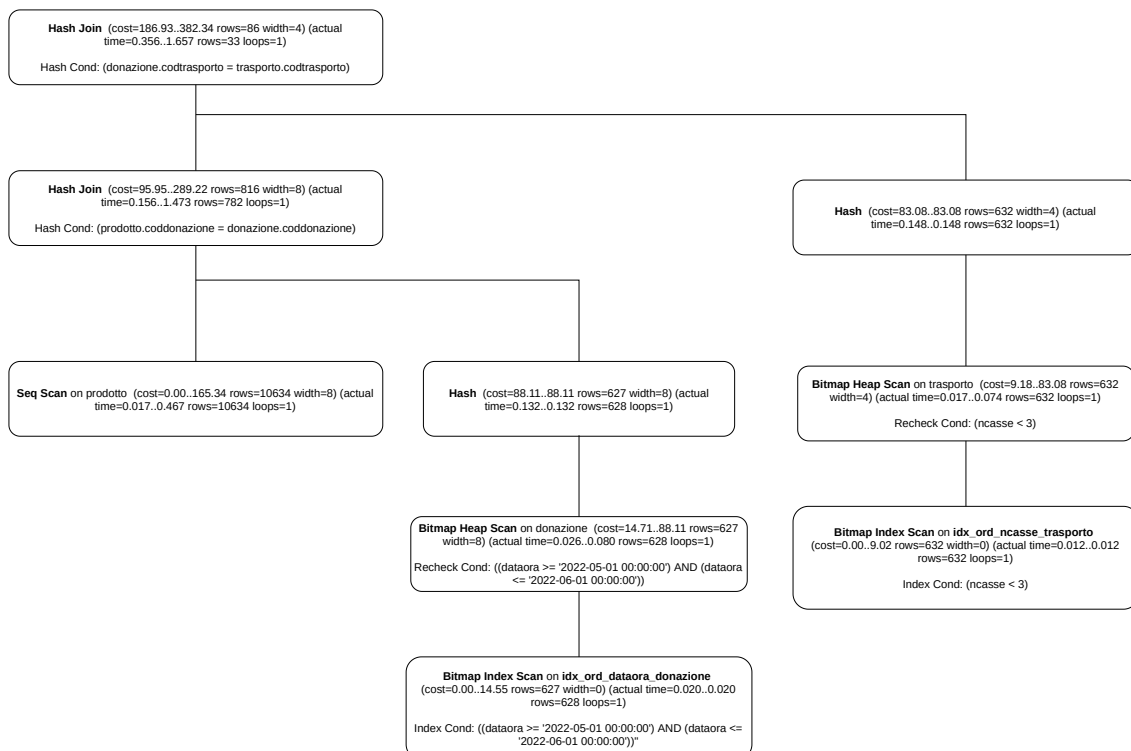 Hash Join (cost=186.93..382.34 rows=86 width=4) (actual
time=0.356..1.657 rows=33 loops=1)
Hash Cond: (donazione.codtrasporto = trasporto.codtrasporto)
Hash Join (cost=95.95..289.22 rows=816 width=8) (actual
time=0.156..1.473 rows=782 loops=1)
Hash Cond: (prodotto.coddonazione = donazione.coddonazione)
Hash (cost=83.08..83.08 rows=632 width=4) (actual
time=0.148..0.148 rows=632 loops=1)
Seq Scan on prodotto (cost=0.00..165.34 rows=10634 width=8) (actual
time=0.017..0.467 rows=10634 loops=1)
Hash (cost=88.11..88.11 rows=627 width=8) (actual
time=0.132..0.132 rows=628 loops=1)
Bitmap Heap Scan on trasporto (cost=9.18..83.08 rows=632
width=4) (actual time=0.017..0.074 rows=632 loops=1)
Recheck Cond: (ncasse < 3)
Bitmap Heap Scan on donazione (cost=14.71..88.11 rows=627
width=8) (actual time=0.026..0.080 rows=628 loops=1)
Recheck Cond: ((dataora >= '2022-05-01 00:00:00') AND (dataora
<= '2022-06-01 00:00:00'))
Bitmap Index Scan on idx_ord_ncasse_trasporto
(cost=0.00..9.02 rows=632 width=0) (actual time=0.012..0.012
rows=632 loops=1)
Index Cond: (ncasse < 3)
Bitmap Index Scan on idx_ord_dataora_donazione
(cost=0.00..14.55 rows=627 width=0) (actual time=0.020..0.020
rows=628 loops=1)
Index Cond: ((dataora >= '2022-05-01 00:00:00') AND (dataora <=
'2022-06-01 00:00:00'))"